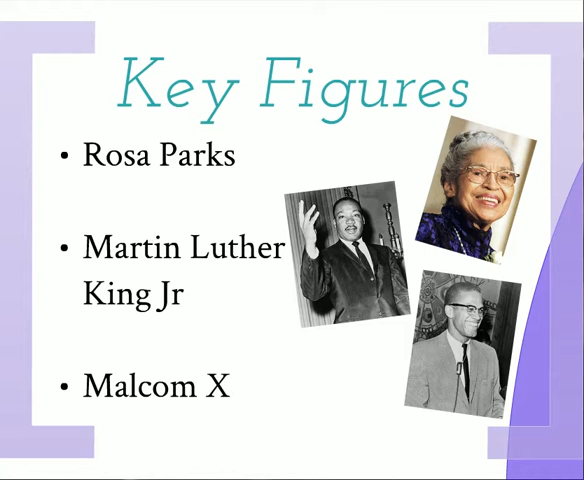 Key Figures
• Rosa Parks
• Martin Luther
King Jr
• Malcom X